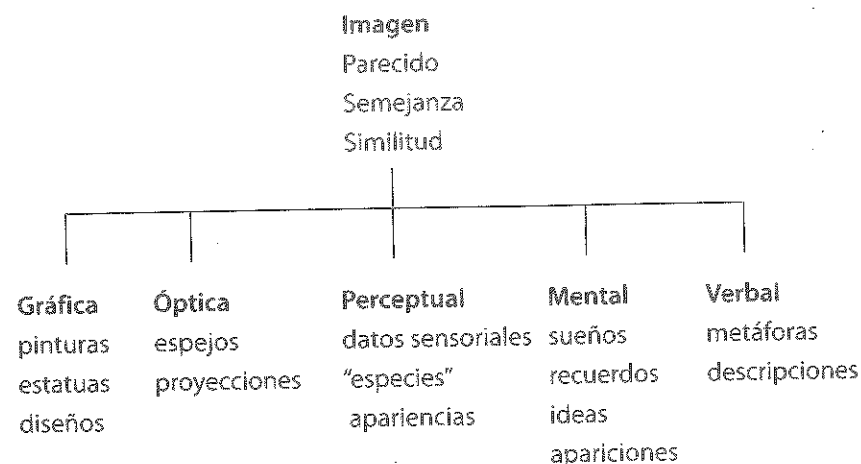 Imagen
Parecido
Semejanza
Similitud
Gráfica
pinturas
estatuas
diseños
Óptica
espejos
proyecciones
Perceptual
datos sensoriales
"especies"
apariencias
Mental
sueños
recuerdos
ideas
apariciones
Verbal
metáforas
descripciones